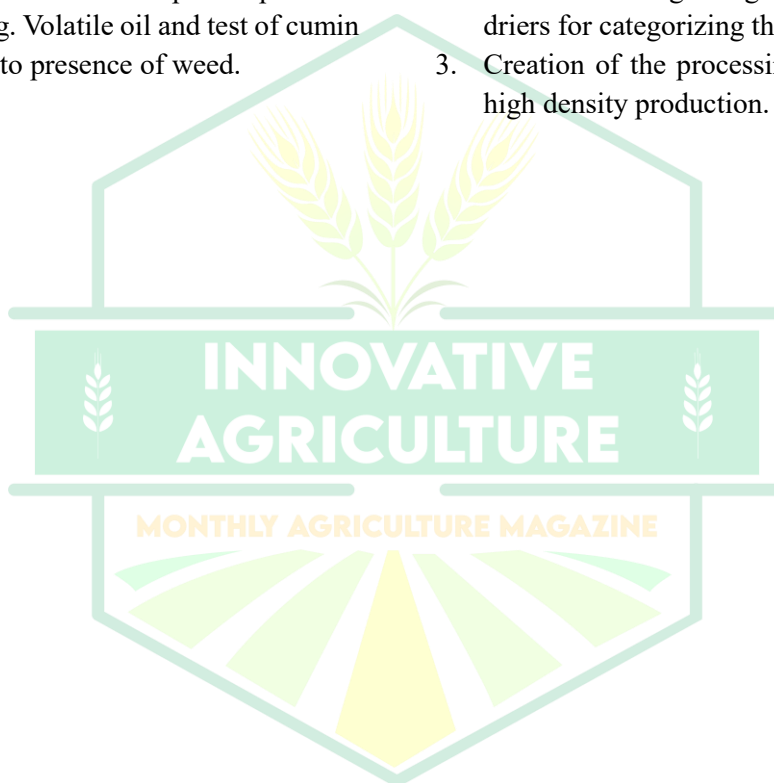 g. Volatile oil and test of cumin
to presence of weed.
driers for categorizing th
3. Creation of the processin
high density production.
INNOVATIVE
AGRICULTURE
MONTHLY AGRICULTURE MAGAZINE